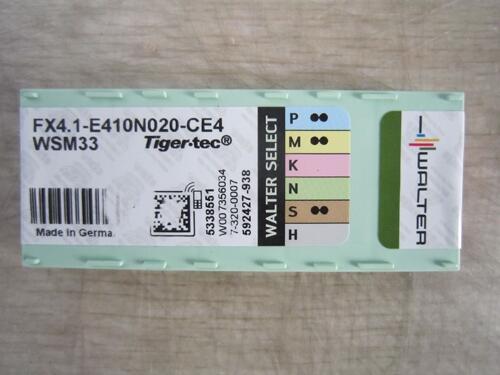 FX4.1-E410N020-CE4
WSM33
Tiger·tec®
Made in Germa
5338551
W007356034
7-320-0007
592427-938
WALTER SELECT
P
M
K
N
S
H
WALTER